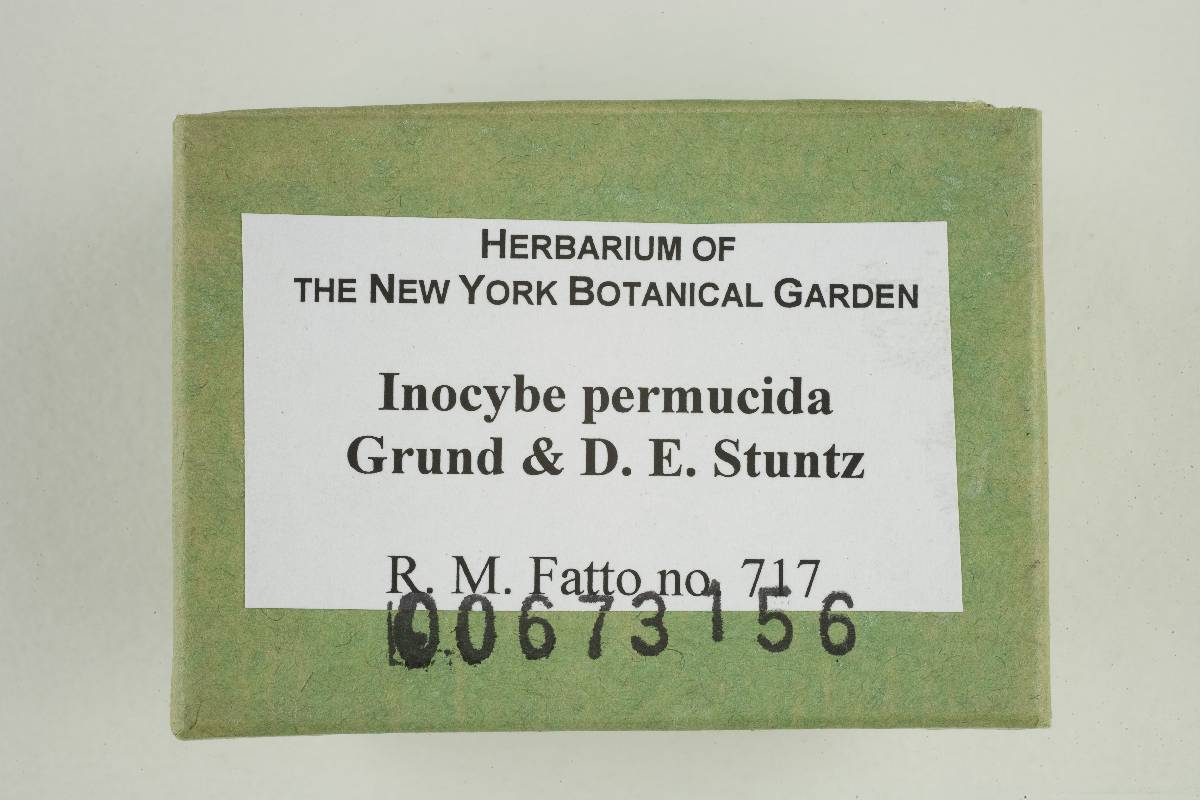 HERBARIUM OF
THE NEW YORK BOTANICAL GARDEN
Inocybe permucida
Grund & D. E. Stuntz
R. M. Fatto no. 717
00673156